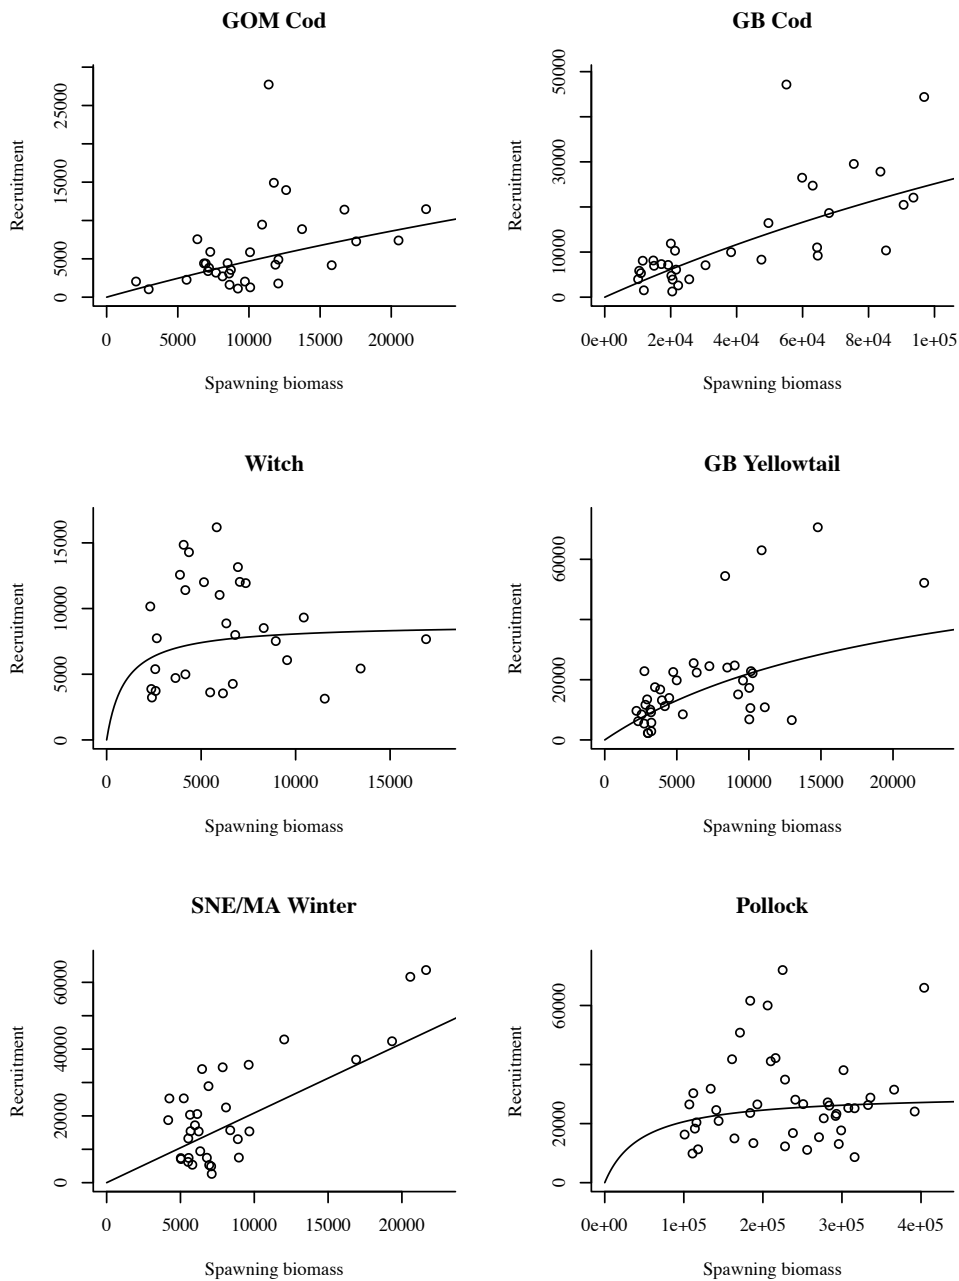 GOM Cod
Recruitment
0 5000 15000 25000
0 5000 10000 15000 20000
Spawning biomass
GB Cod
Recruitment
0 10000 30000 50000
0e+00 2e+04 4e+04 6e+04 8e+04 1e+05
Spawning biomass
Witch
Recruitment
0 5000 10000 15000
0 5000 10000 15000
Spawning biomass
GB Yellowtail
Recruitment
0 20000 60000
0 5000 10000 15000 20000
Spawning biomass
SNE/MA Winter
Recruitment
0 20000 40000 60000
0 5000 10000 15000 20000
Spawning biomass
Pollock
Recruitment
0 20000 60000
0e+00 1e+05 2e+05 3e+05 4e+05
Spawning biomass